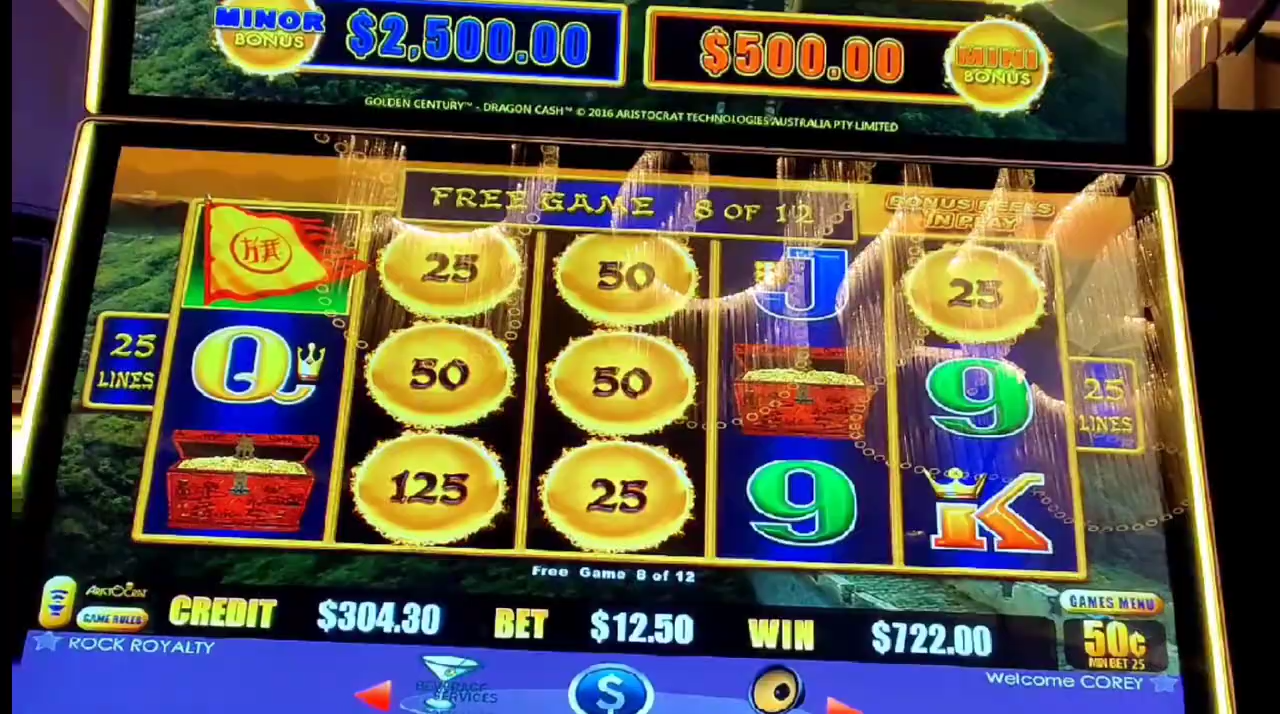 MINOR BONUS $2,500.00 $500.00 MINI BONUS
GOLDEN CENTURY™ - DRAGON CASH™ © 2016 ARISTOCRAT TECHNOLOGIES AUSTRALIA PTY LIMITED
FREE GAME 8 OF 12
BONUS REELS
IN PLAY
25 50 J 25
25
LINES
Q 50 50 9
25
LINES
125 25 9 K
Free Game 8 of 12
ARISTOCRAT
GAME RULES
CREDIT $304.30 BET $12.50 WIN $722.00
GAMES MENU
50¢
MIN BET 25
ROCK ROYALTY
BEVERAGE
SERVICES
$
Welcome COREY